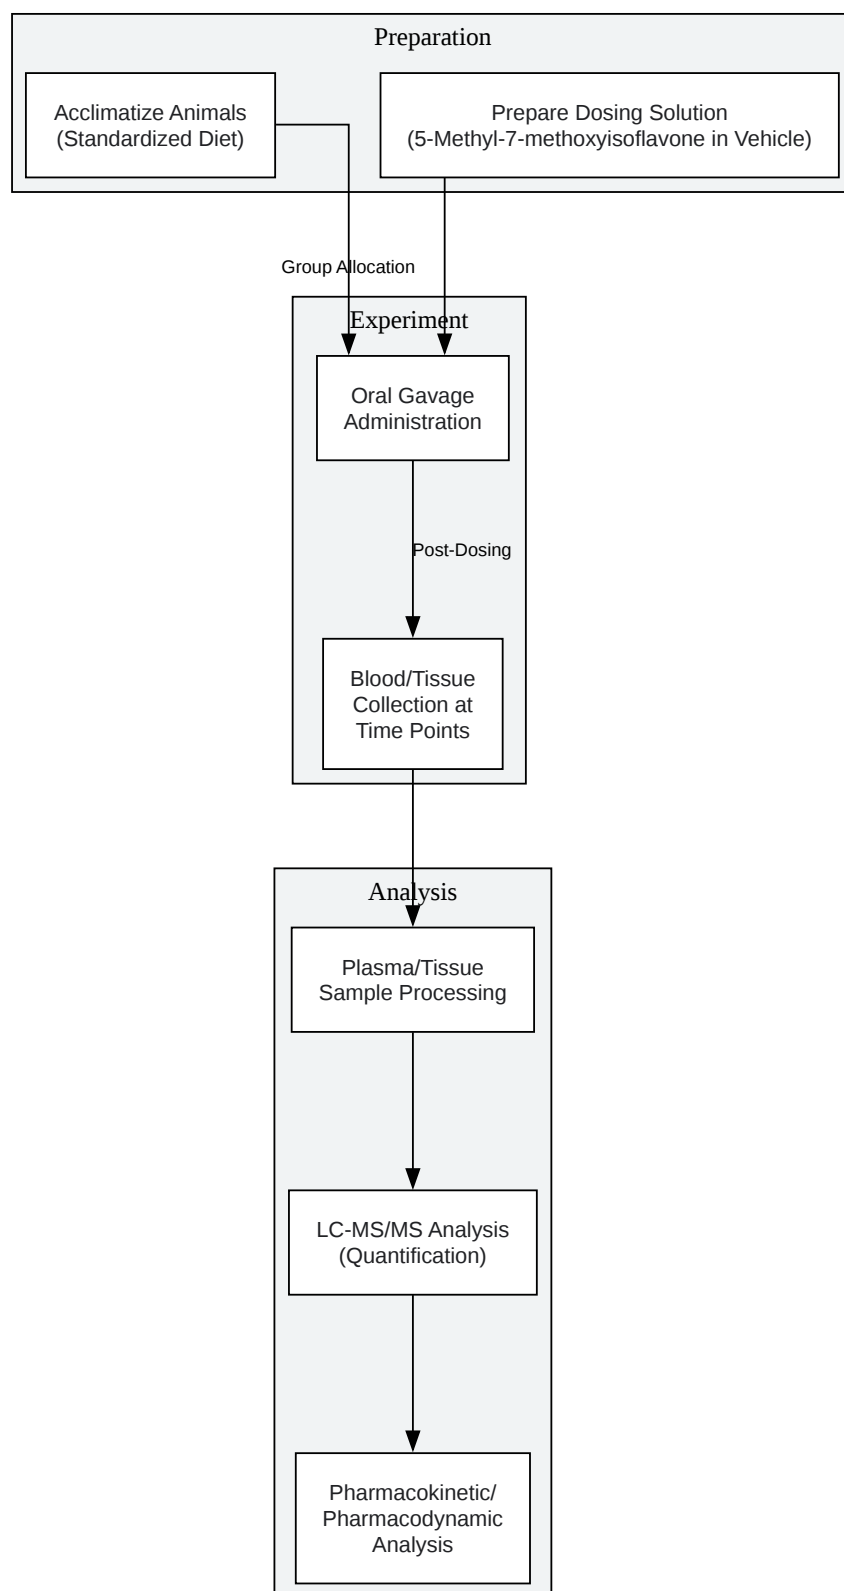 Preparation
Acclimatize Animals
(Standardized Diet)
Prepare Dosing Solution
(5-Methyl-7-methoxyisoflavone in Vehicle)
Group Allocation
Experiment
Oral Gavage
Administration
Post-Dosing
Blood/Tissue
Collection at
Time Points
Analysis
Plasma/Tissue
Sample Processing
LC-MS/MS Analysis
(Quantification)
Pharmacokinetic/
Pharmacodynamic
Analysis